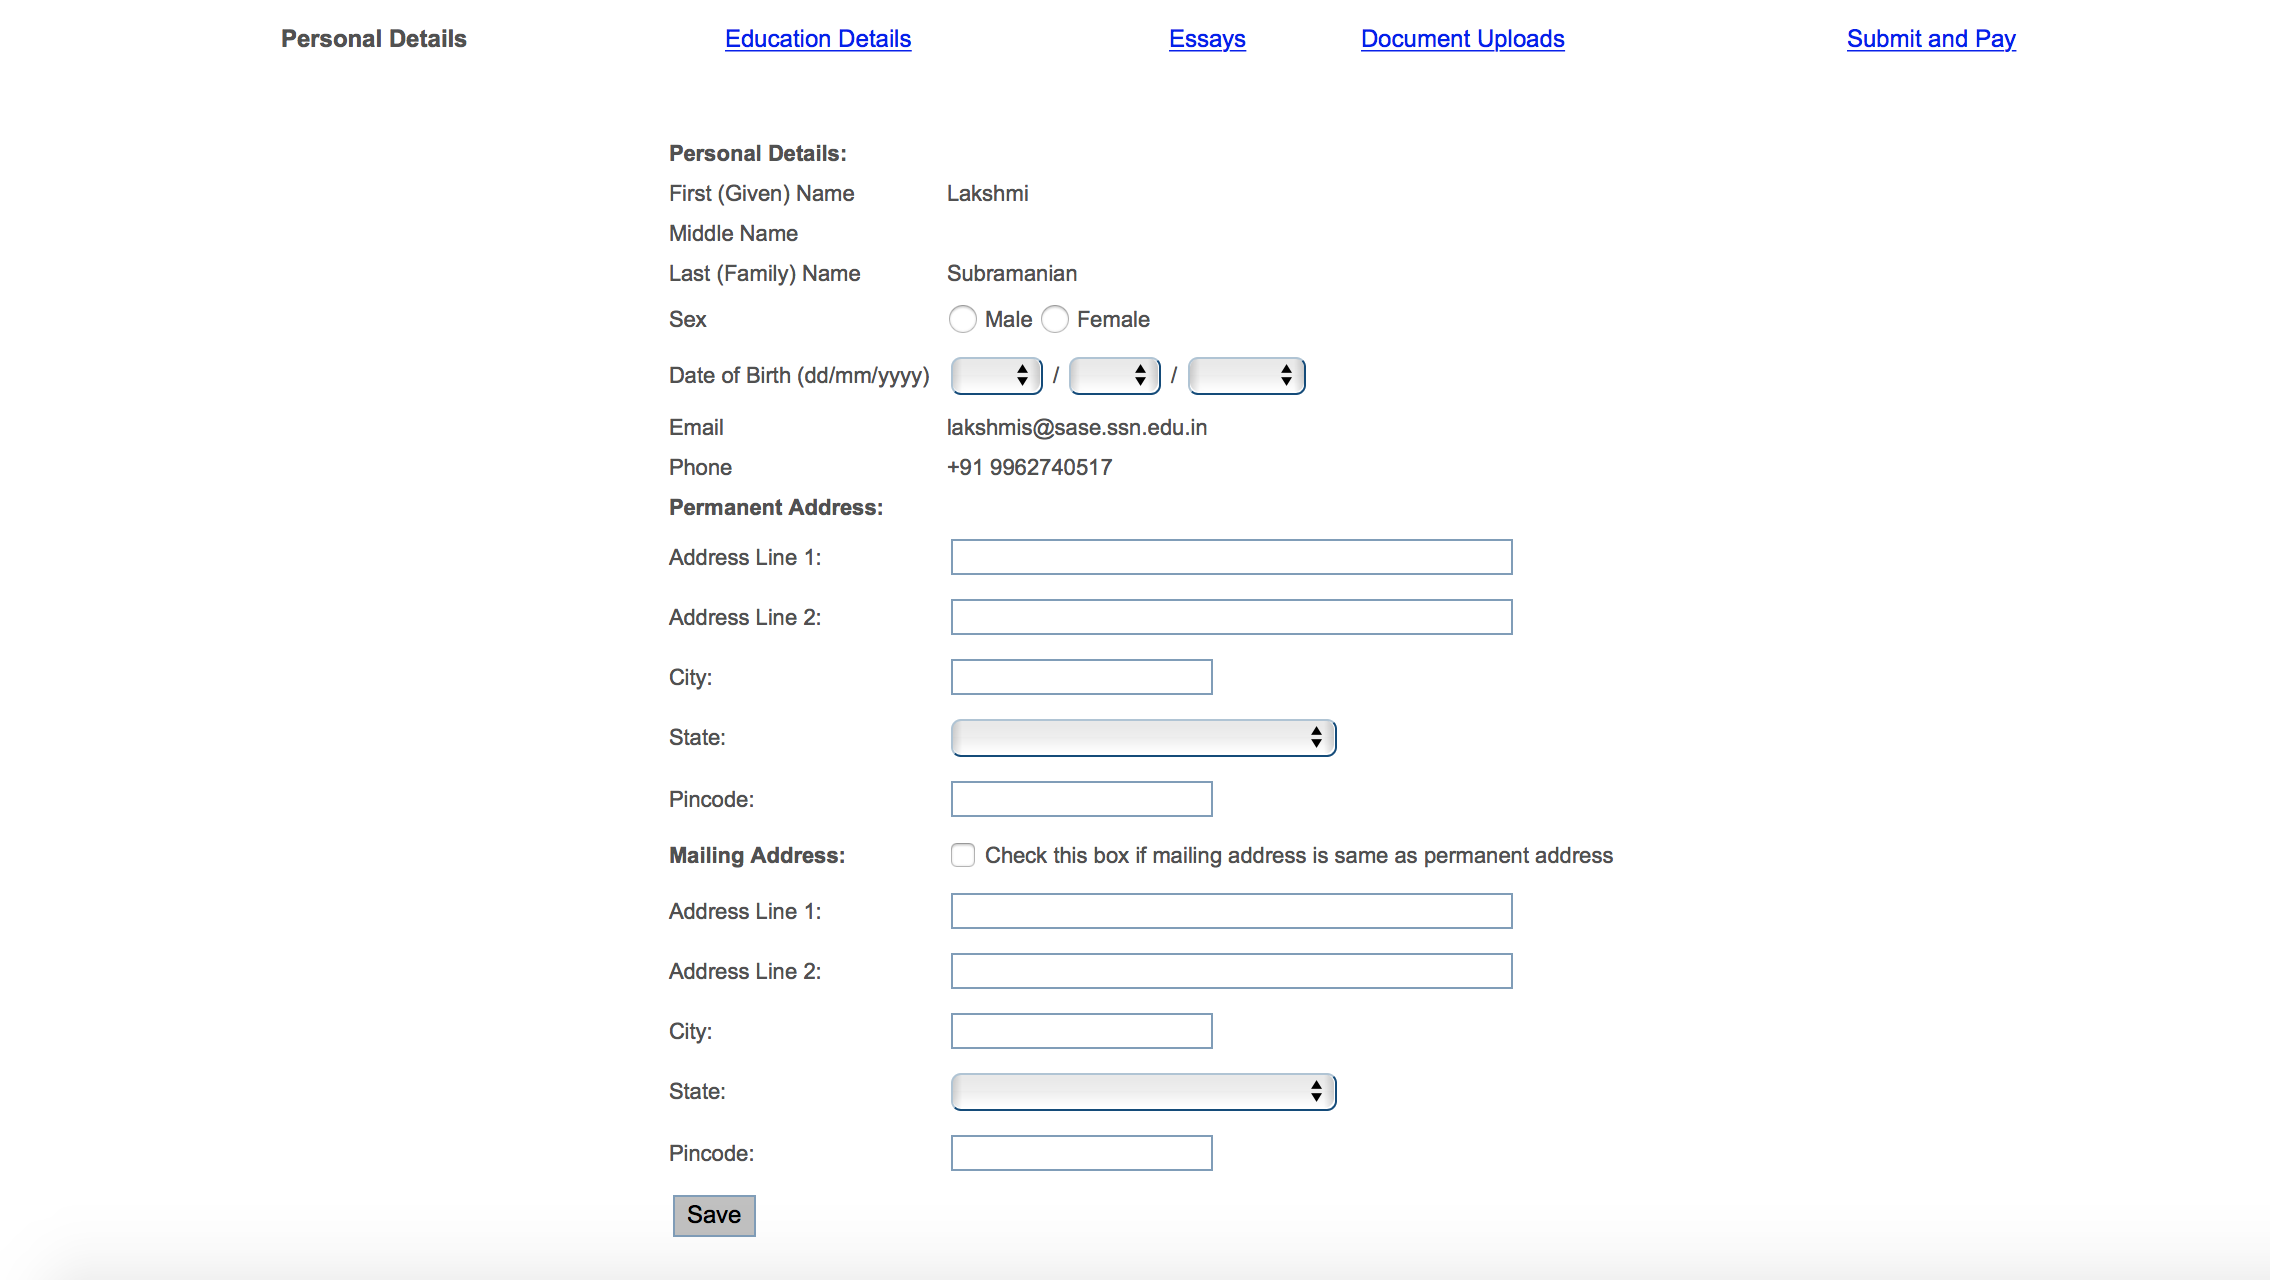 Personal Details Education Details Essays Document Uploads Submit and Pay
Personal Details:
First (Given) Name Lakshmi
Middle Name
Last (Family) Name Subramanian
Sex Male Female
Date of Birth (dd/mm/yyyy) / /
Email lakshmis@sase.ssn.edu.in
Phone +91 9962740517
Permanent Address:
Address Line 1:
Address Line 2:
City:
State:
Pincode:
Mailing Address: Check this box if mailing address is same as permanent address
Address Line 1:
Address Line 2:
City:
State:
Pincode:
Save